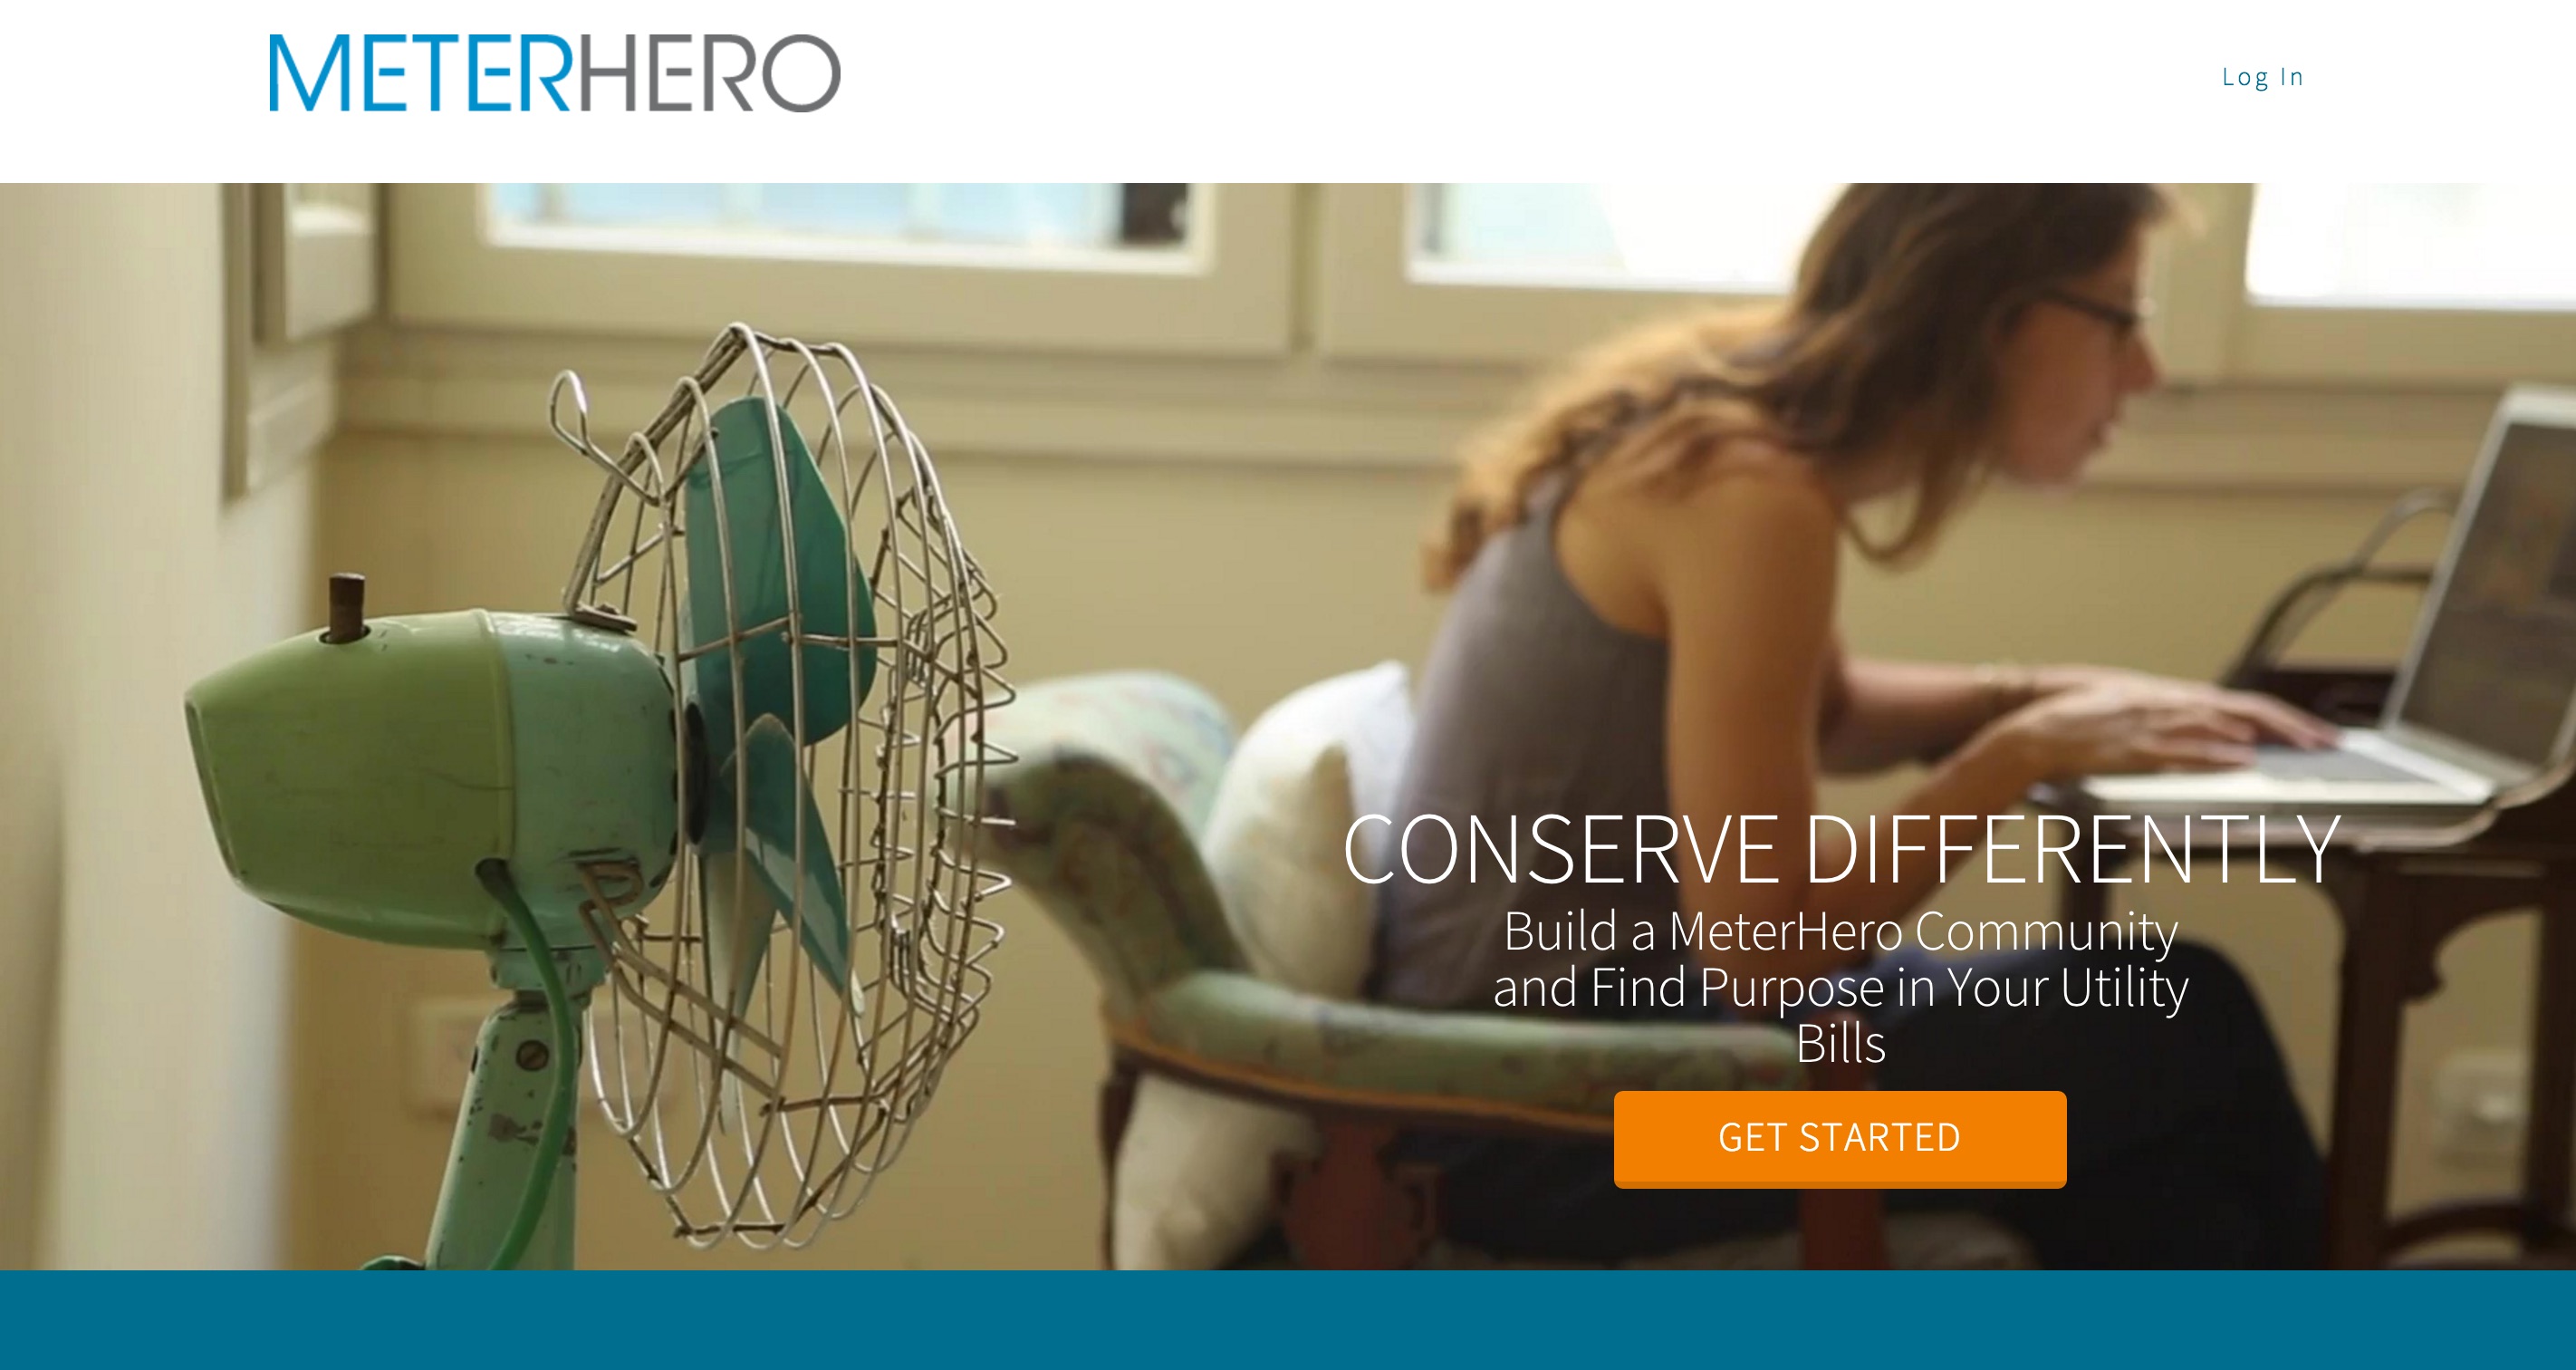 METERHERO
Log In
CONSERVE DIFFERENTLY
Build a MeterHero Community
and Find Purpose in Your Utility
Bills
GET STARTED